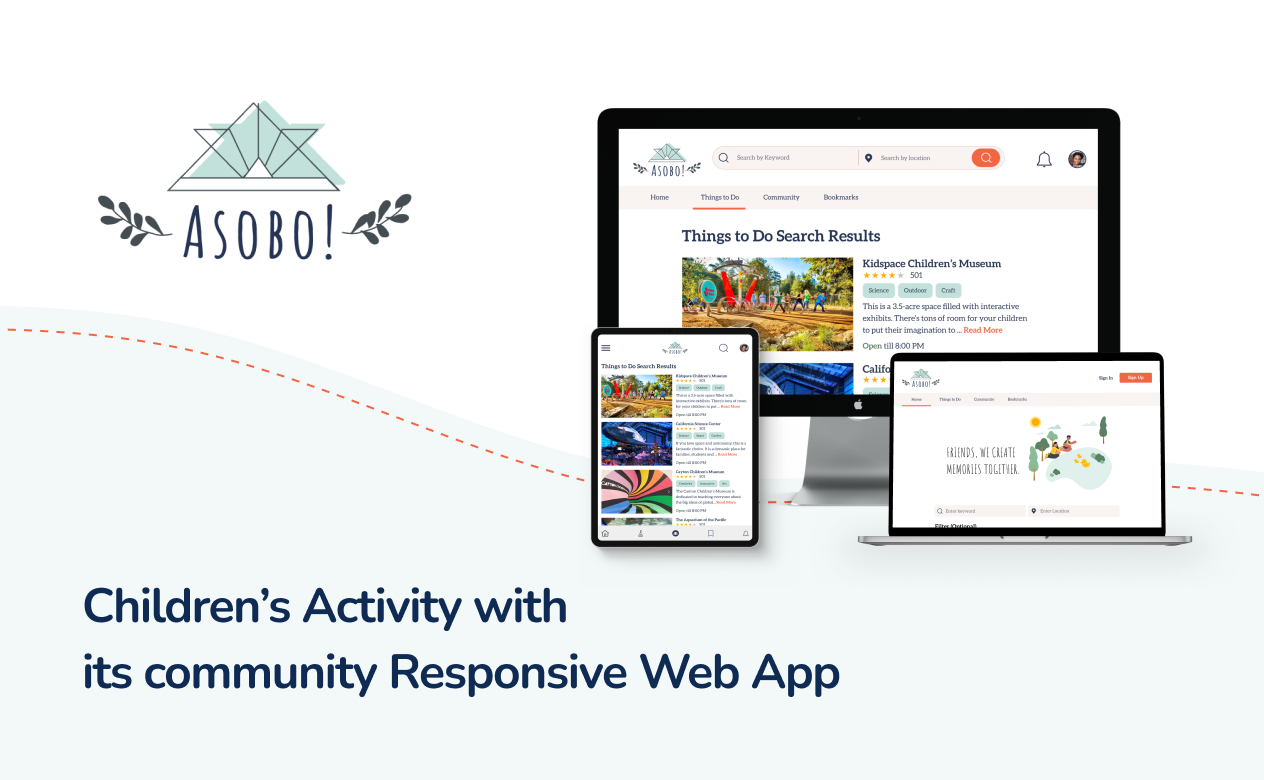 ASOBO!
ASOBO!
Search by Keyword
Search by location
Home
Things to Do
Community
Bookmarks
Things to Do Search Results
Kidspace Children's Museum
501
Science
Outdoor
Craft
This is a 3.5-acre space filled with interactive
exhibits. There's tons of room for your children
to put their imagination to ... Read More
Open till 8:00 PM
Califo
ASOBO!
Things to Do Search Results
Kidspace Children's Museum
501
Science
Outdoor
Craft
This is a 3.5-acre space filled with
interactive exhibits. There's tons of room
for your children to put ... Read More
Open till 8:00 PM
California Science Center
501
Science
Space
If you love space and astronomy, this is a
fantastic choice. It is a dynamic place for
families, students and ... Read More
Open till 8:00 PM
Cayton Children's Museum
501
Art
The Cayton Children's Museum is
dedicated to teaching everyone about
the big ideas of global... Read More
Open till 8:00 PM
The Aquarium of the Pacific
501
ASOBO!
Sign In
Sign Up
Home
Things to Do
Community
Bookmarks
FRIENDS, WE CREATE
MEMORIES TOGETHER.
Enter keyword
Enter Location
Filter (Optional)
Children's Activity with
its community Responsive Web App